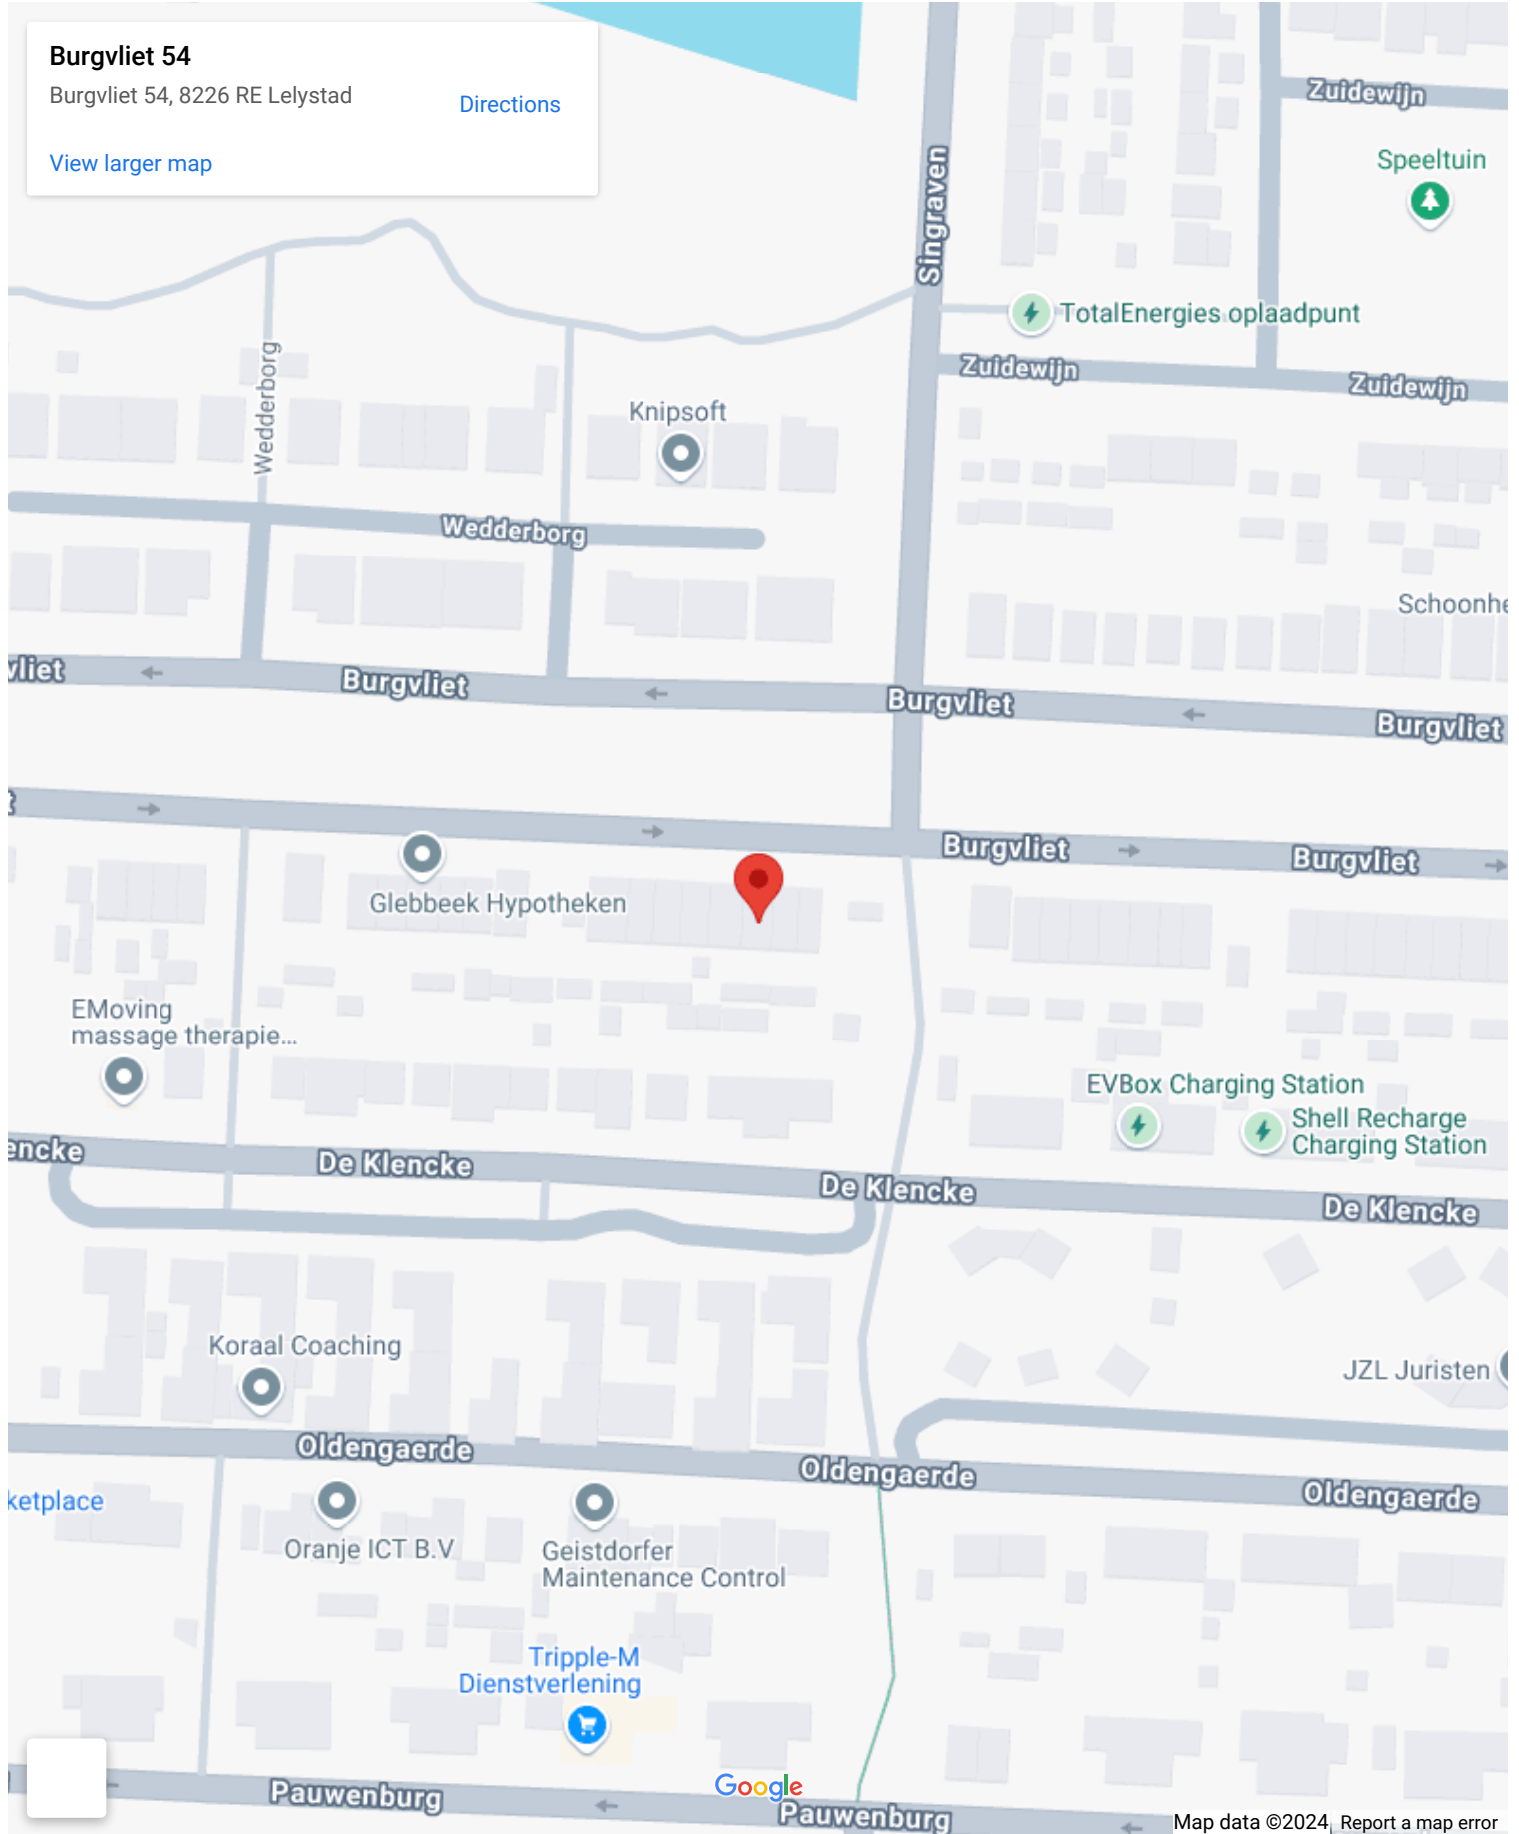 Burgvliet 54
Burgvliet 54, 8226 RE Lelystad
Directions
View larger map
Zuidewijn
Speeltuin
Singraven
TotalEnergies oplaadpunt
Zuidewijn
Zuidewijn
Wedderborg
Knipsoft
Wedderborg
Schoonhe
vliet
Burgvliet
Burgvliet
Burgvliet
t
Burgvliet
Burgvliet
Glebbeek Hypotheken
EMoving
massage therapie...
EVBox Charging Station
Shell Recharge
Charging Station
encke
De Klencke
De Klencke
De Klencke
Koraal Coaching
JZL Juristen
Oldengaerde
Oldengaerde
Oldengaerde
ketplace
Oranje ICT B.V
Geistdorfer
Maintenance Control
Tripple-M
Dienstverlening
Google
Pauwenburg
Pauwenburg
Map data ©2024
Report a map error